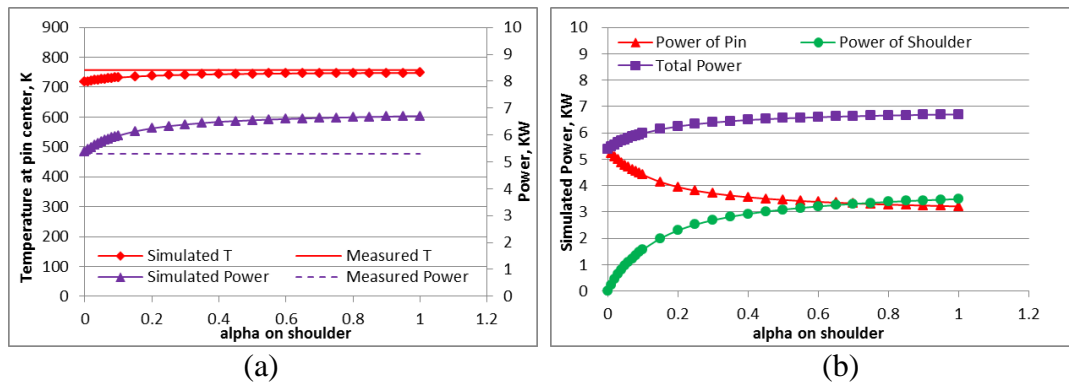 900
800
700
600
500
400
300
200
100
0
Temperature at pin center, K
10
9
8
7
6
5
4
3
2
1
0
Power, KW
Simulated T
Measured T
Simulated Power
Measured Power
0 0.2 0.4 0.6 0.8 1 1.2
alpha on shoulder
(a)
10
9
8
7
6
5
4
3
2
1
0
Simulated Power, KW
Power of Pin
Power of Shoulder
Total Power
0 0.2 0.4 0.6 0.8 1 1.2
alpha on shoulder
(b)